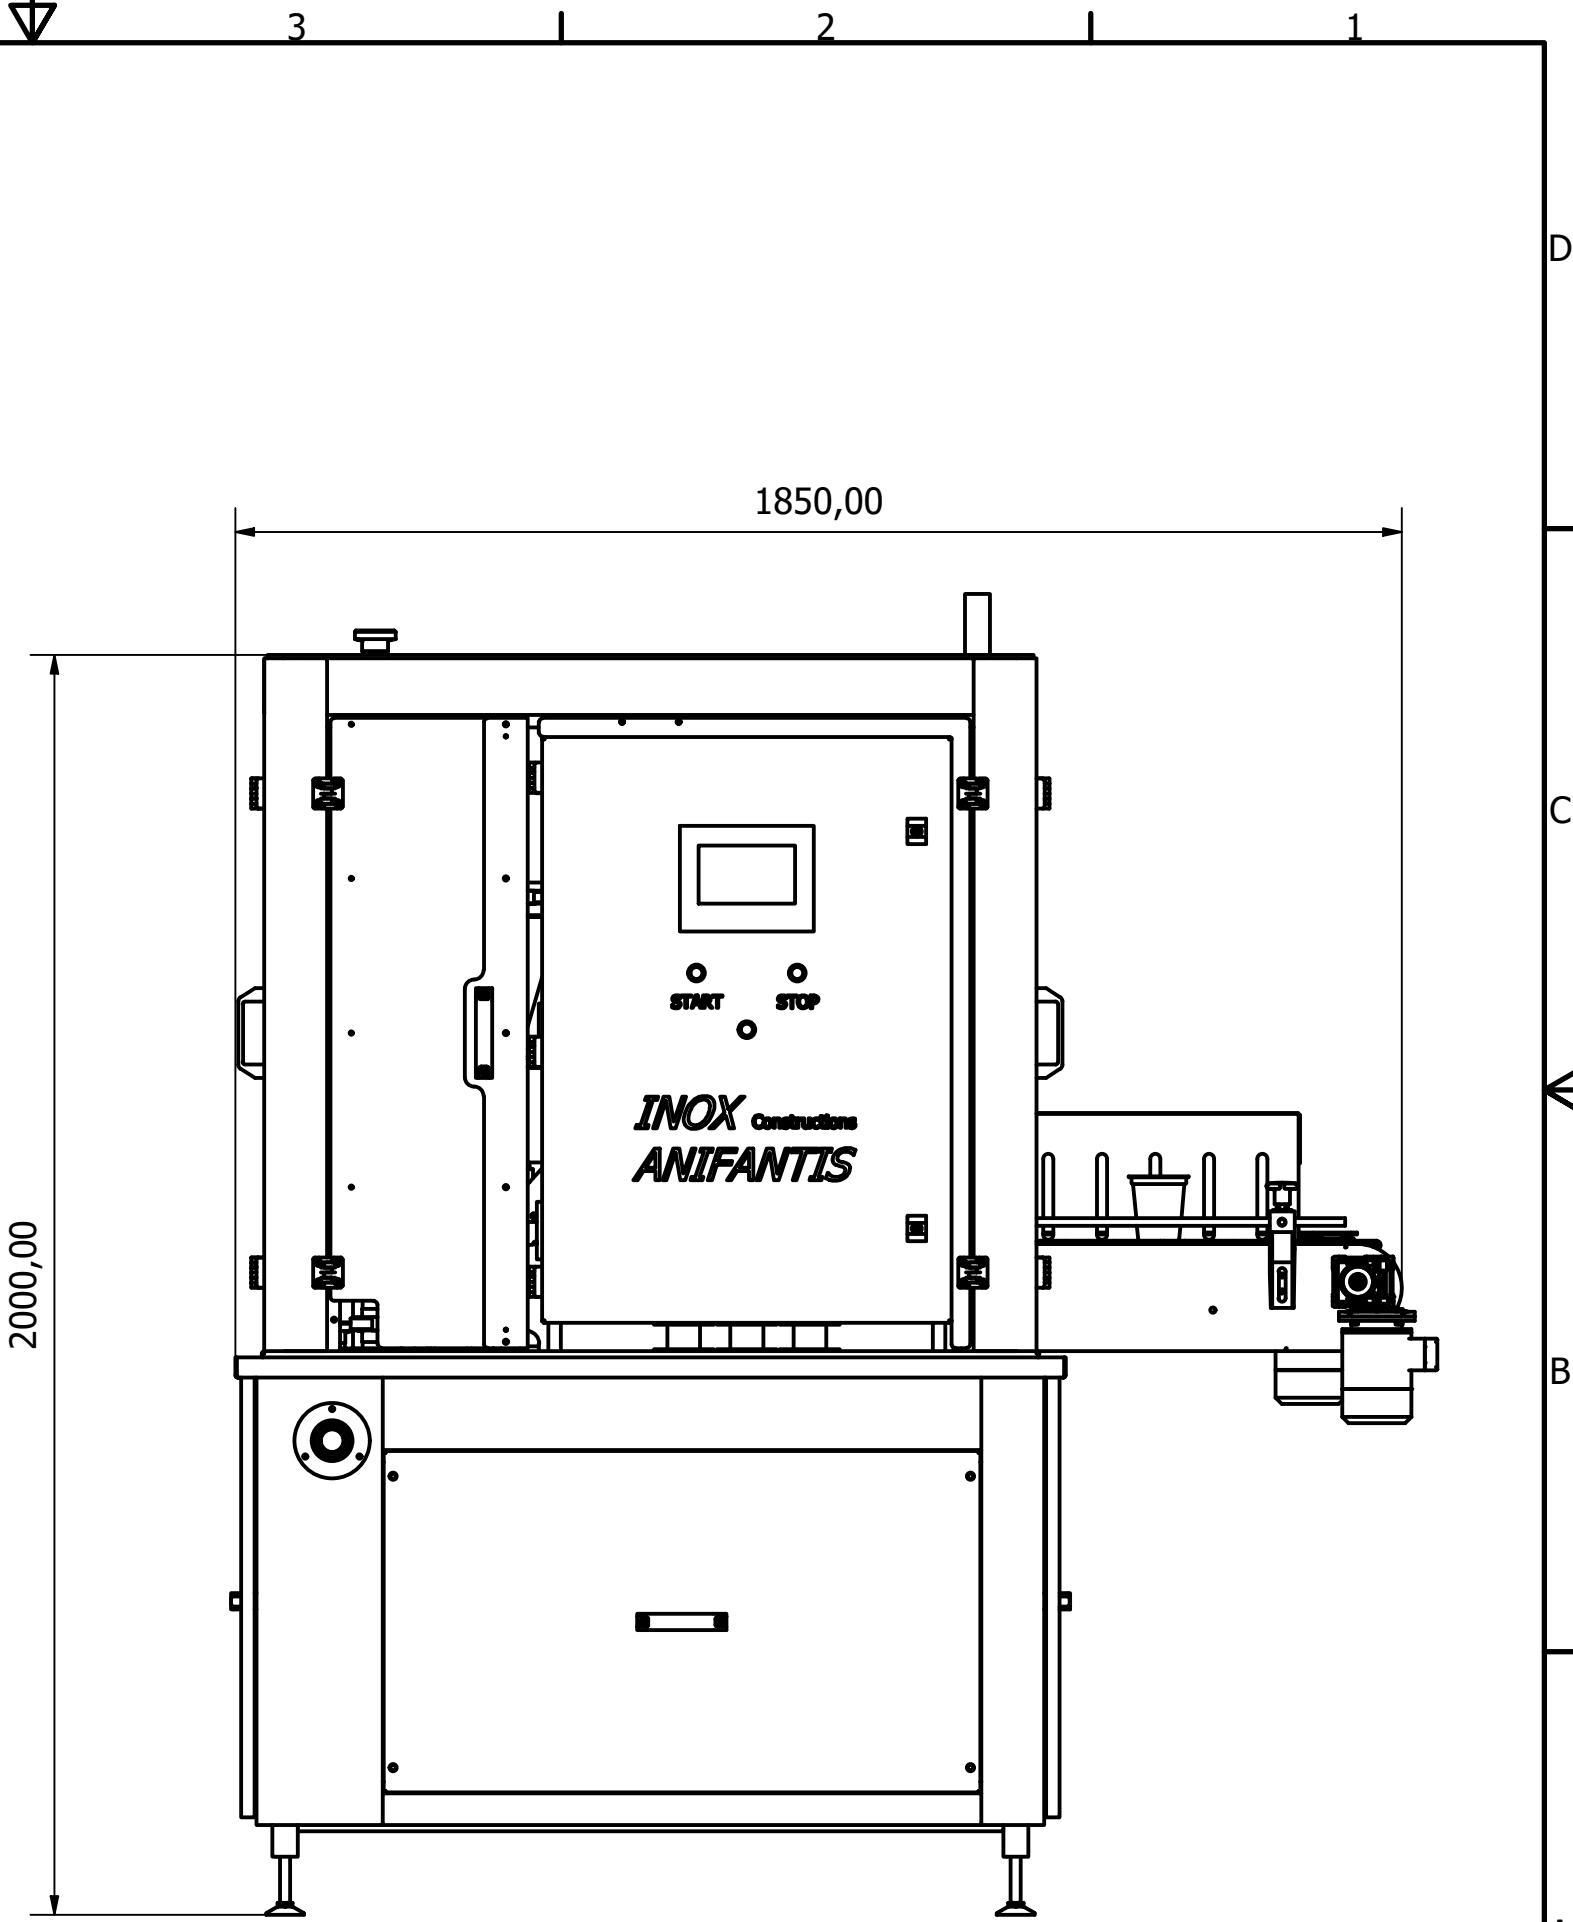 3 2 1
D
1850,00
C
START STOP
INOX Constructions
ANIFANTIS
2000,00
B